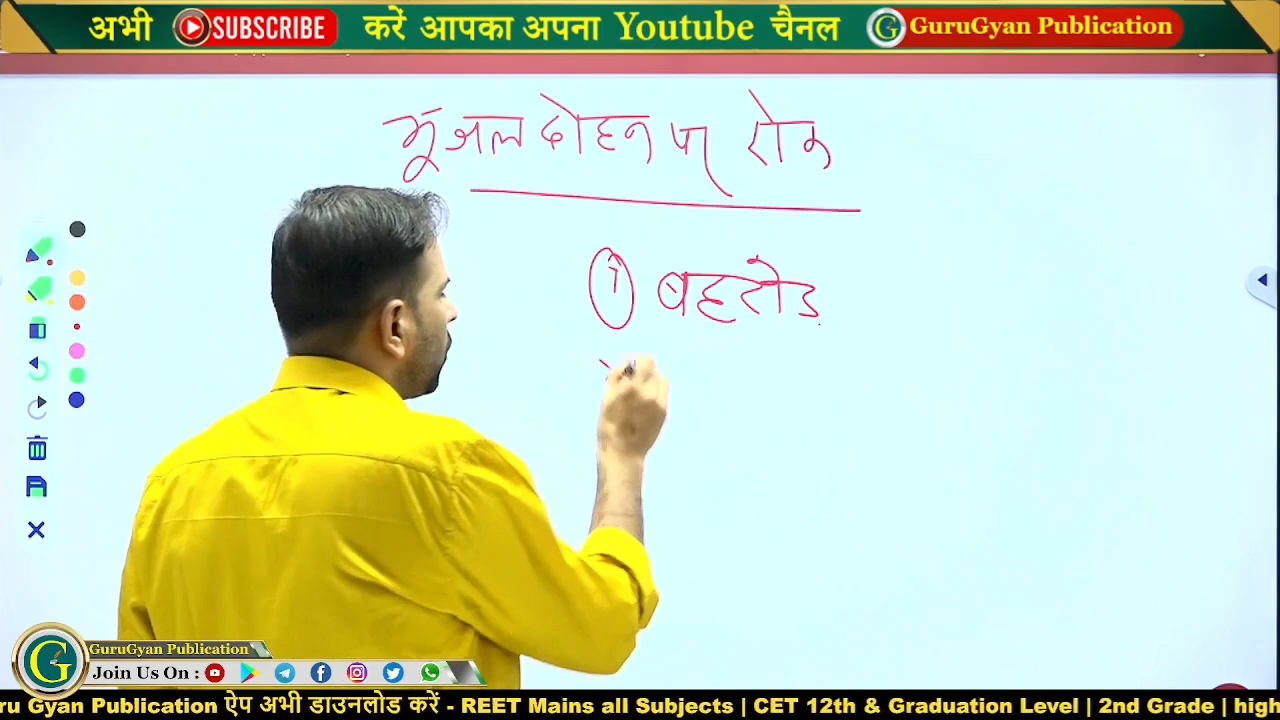 अभी SUBSCRIBE करें आपका अपना Youtube चैनल G GuruGyan Publication
भूजल दोहन पर रोक
1 बहरोड
GuruGyan Publication
G Join Us On :
ru Gyan Publication ऐप अभी डाउनलोड करें - REET Mains all Subjects | CET 12th & Graduation Level | 2nd Grade | high